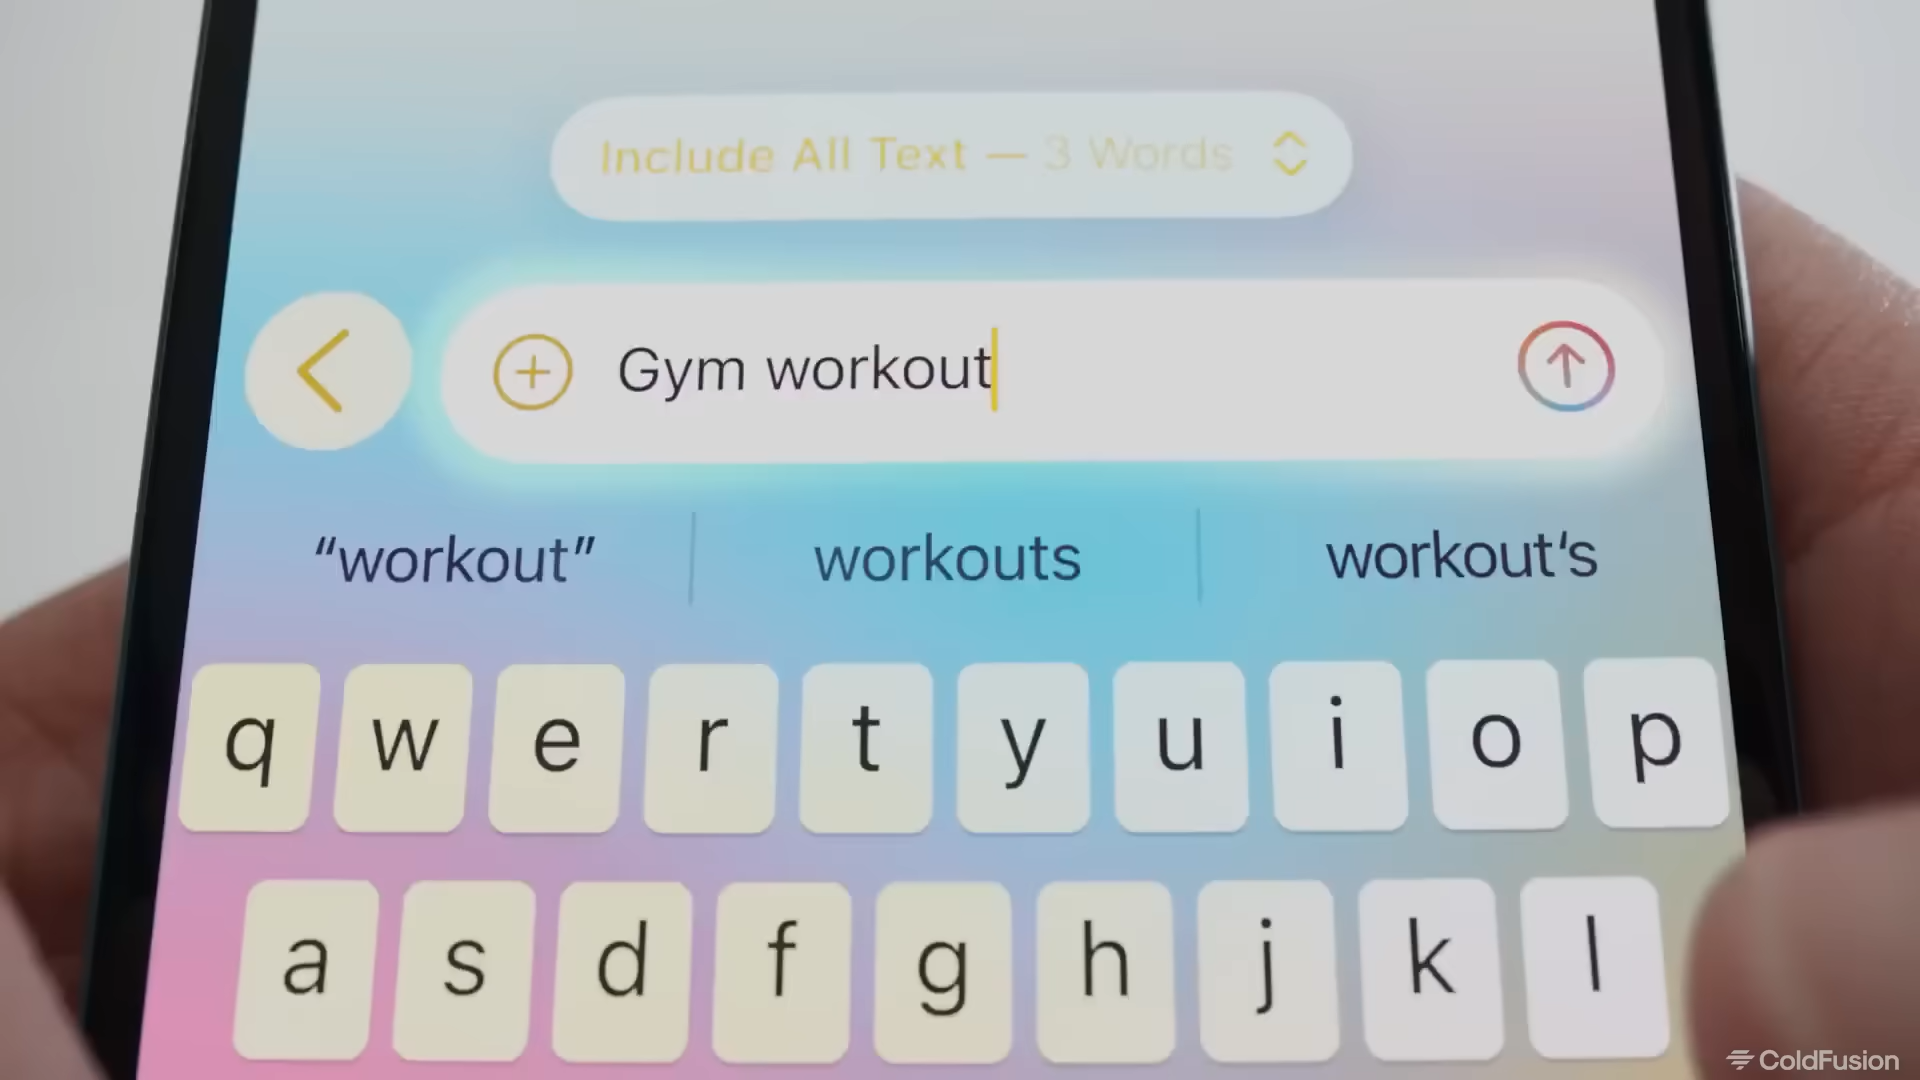 Include All Text — 3 Words
Gym workout
“workout” workouts workout‘s
q w e r t y u i o p
a s d f g h j k l
ColdFusion